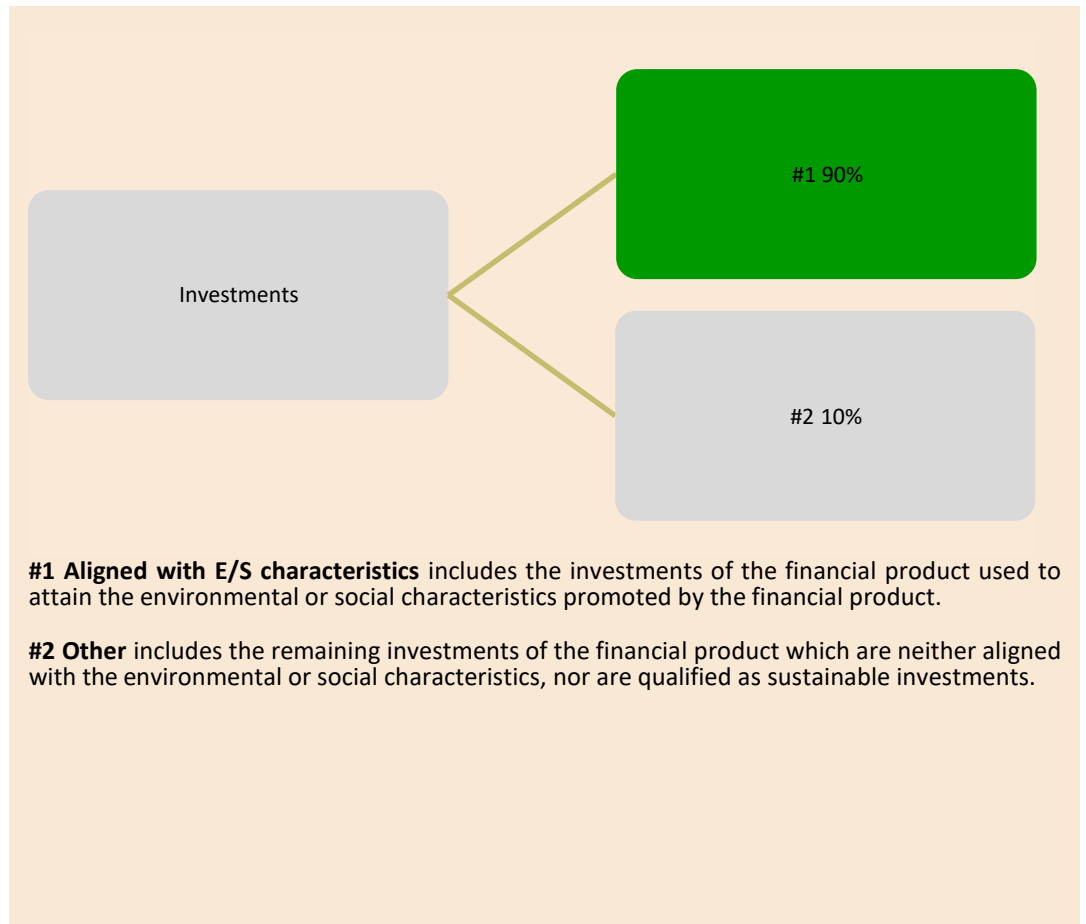 #1 90%
Investments
#2 10%
#1 Aligned with E/S characteristics includes the investments of the financial product used to
attain the environmental or social characteristics promoted by the financial product.
#2 Other includes the remaining investments of the financial product which are neither aligned
with the environmental or social characteristics, nor are qualified as sustainable investments.